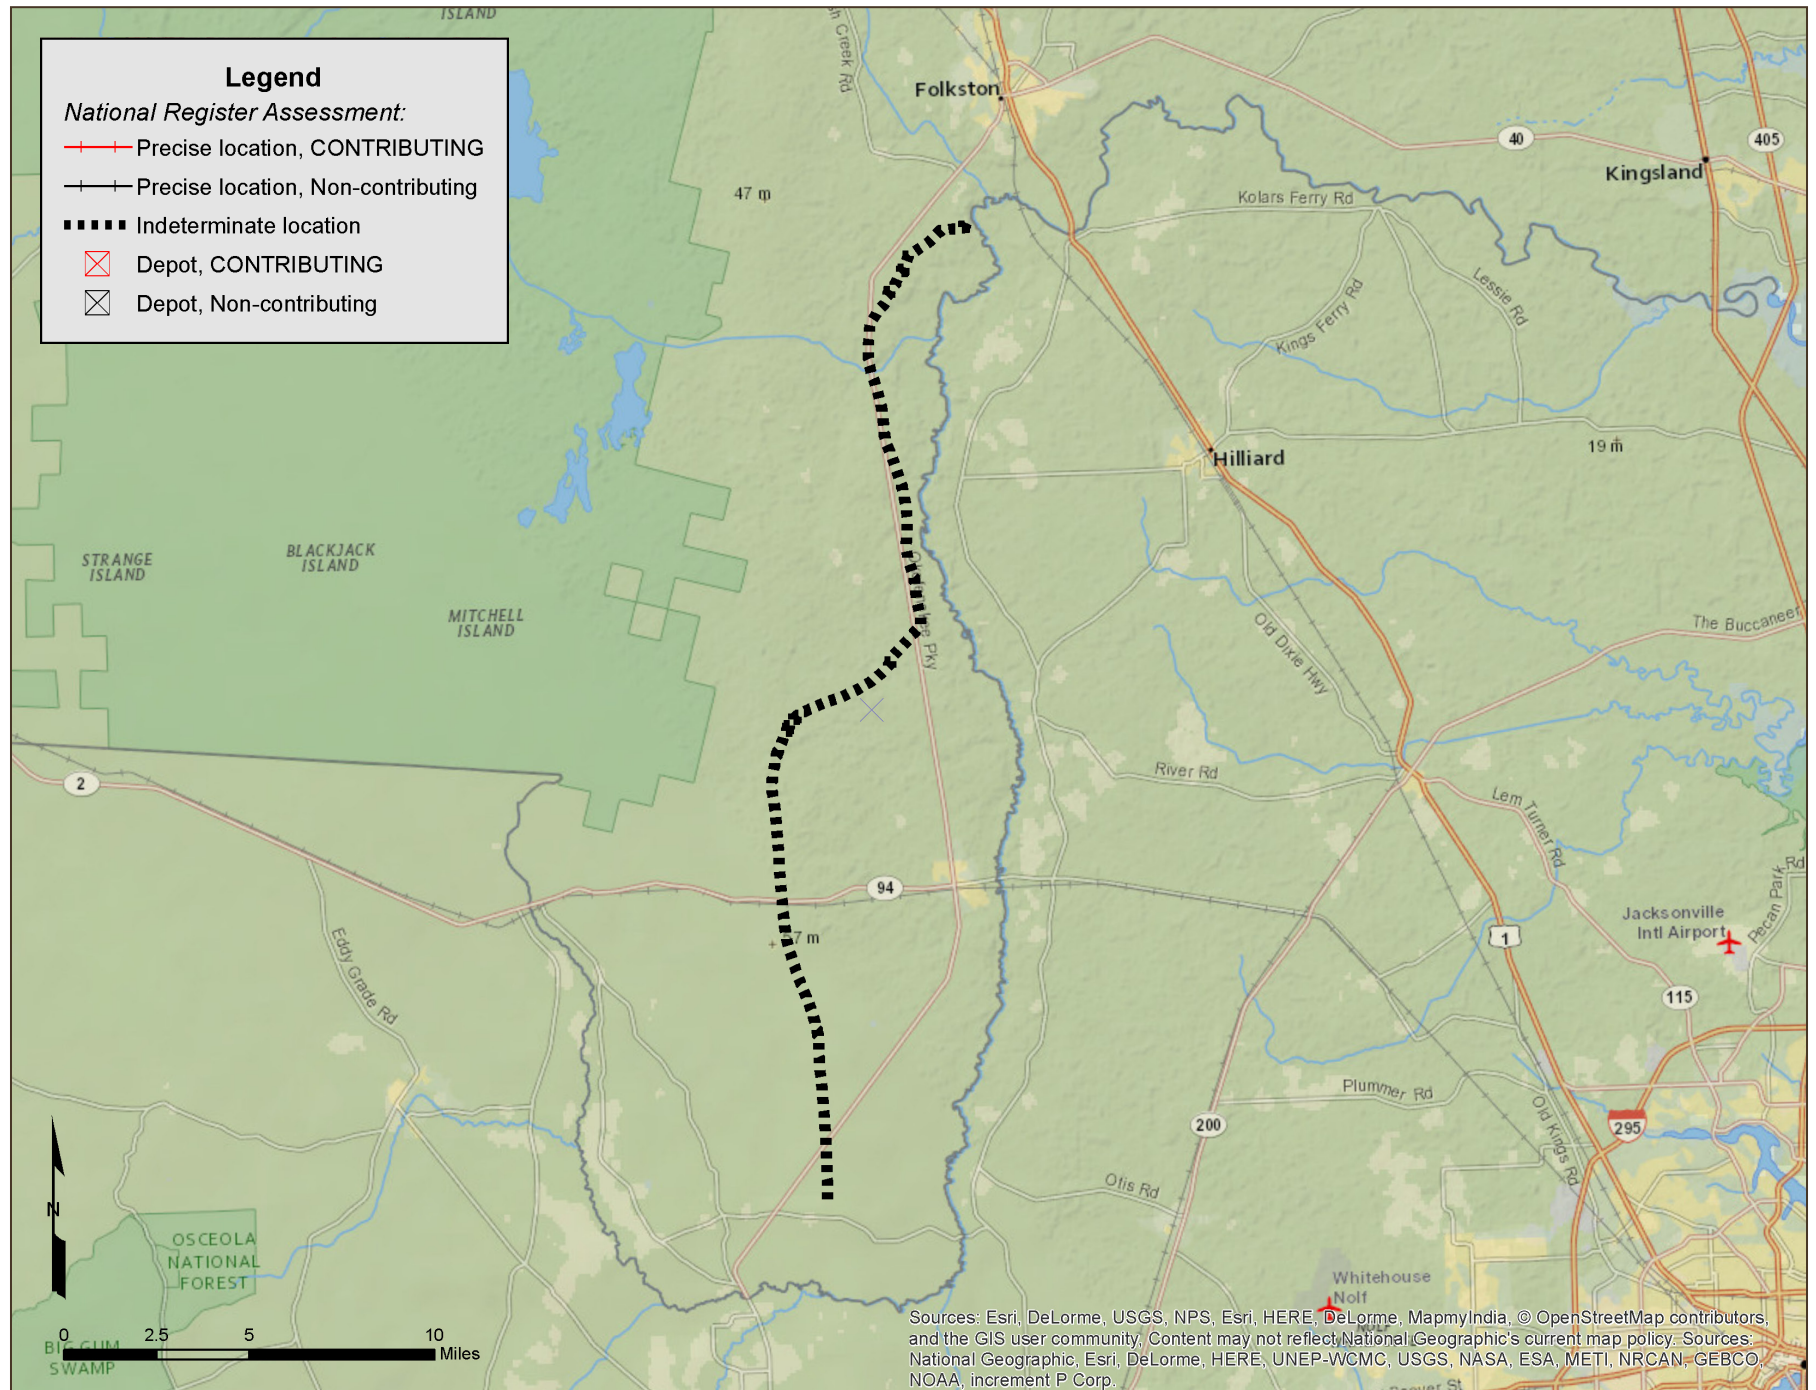 ISLAND
Legend
National Register Assessment:
Precise location, CONTRIBUTING
Precise location, Non-contributing
Indeterminate location
Depot, CONTRIBUTING
Depot, Non-contributing
Creek Rd
Folkston
47 m
40
405
Kingsland
Kolars Ferry Rd
Lessie Rd
Kings Ferry Rd
19 m
Hilliard
STRANGE
ISLAND
BLACKJACK
ISLAND
MITCHELL
ISLAND
Pky
Old Dixie Hwy
The Buccaneer
2
River Rd
Lem Turner Rd
94
57 m
Eddy Grade Rd
1
Jacksonville
Intl Airport
Pecan Park Rd
115
Plummer Rd
200
Old Kings Rd
295
Otis Rd
N
OSCEOLA
NATIONAL
FOREST
Whitehouse
Nolf
0 2.5 5 10
Miles
BIG GUM
SWAMP
Sources: Esri, DeLorme, USGS, NPS, Esri, HERE, DeLorme, MapmyIndia, © OpenStreetMap contributors,
and the GIS user community, Content may not reflect National Geographic's current map policy. Sources:
National Geographic, Esri, DeLorme, HERE, UNEP-WCMC, USGS, NASA, ESA, METI, NRCAN, GEBCO,
NOAA, increment P Corp.